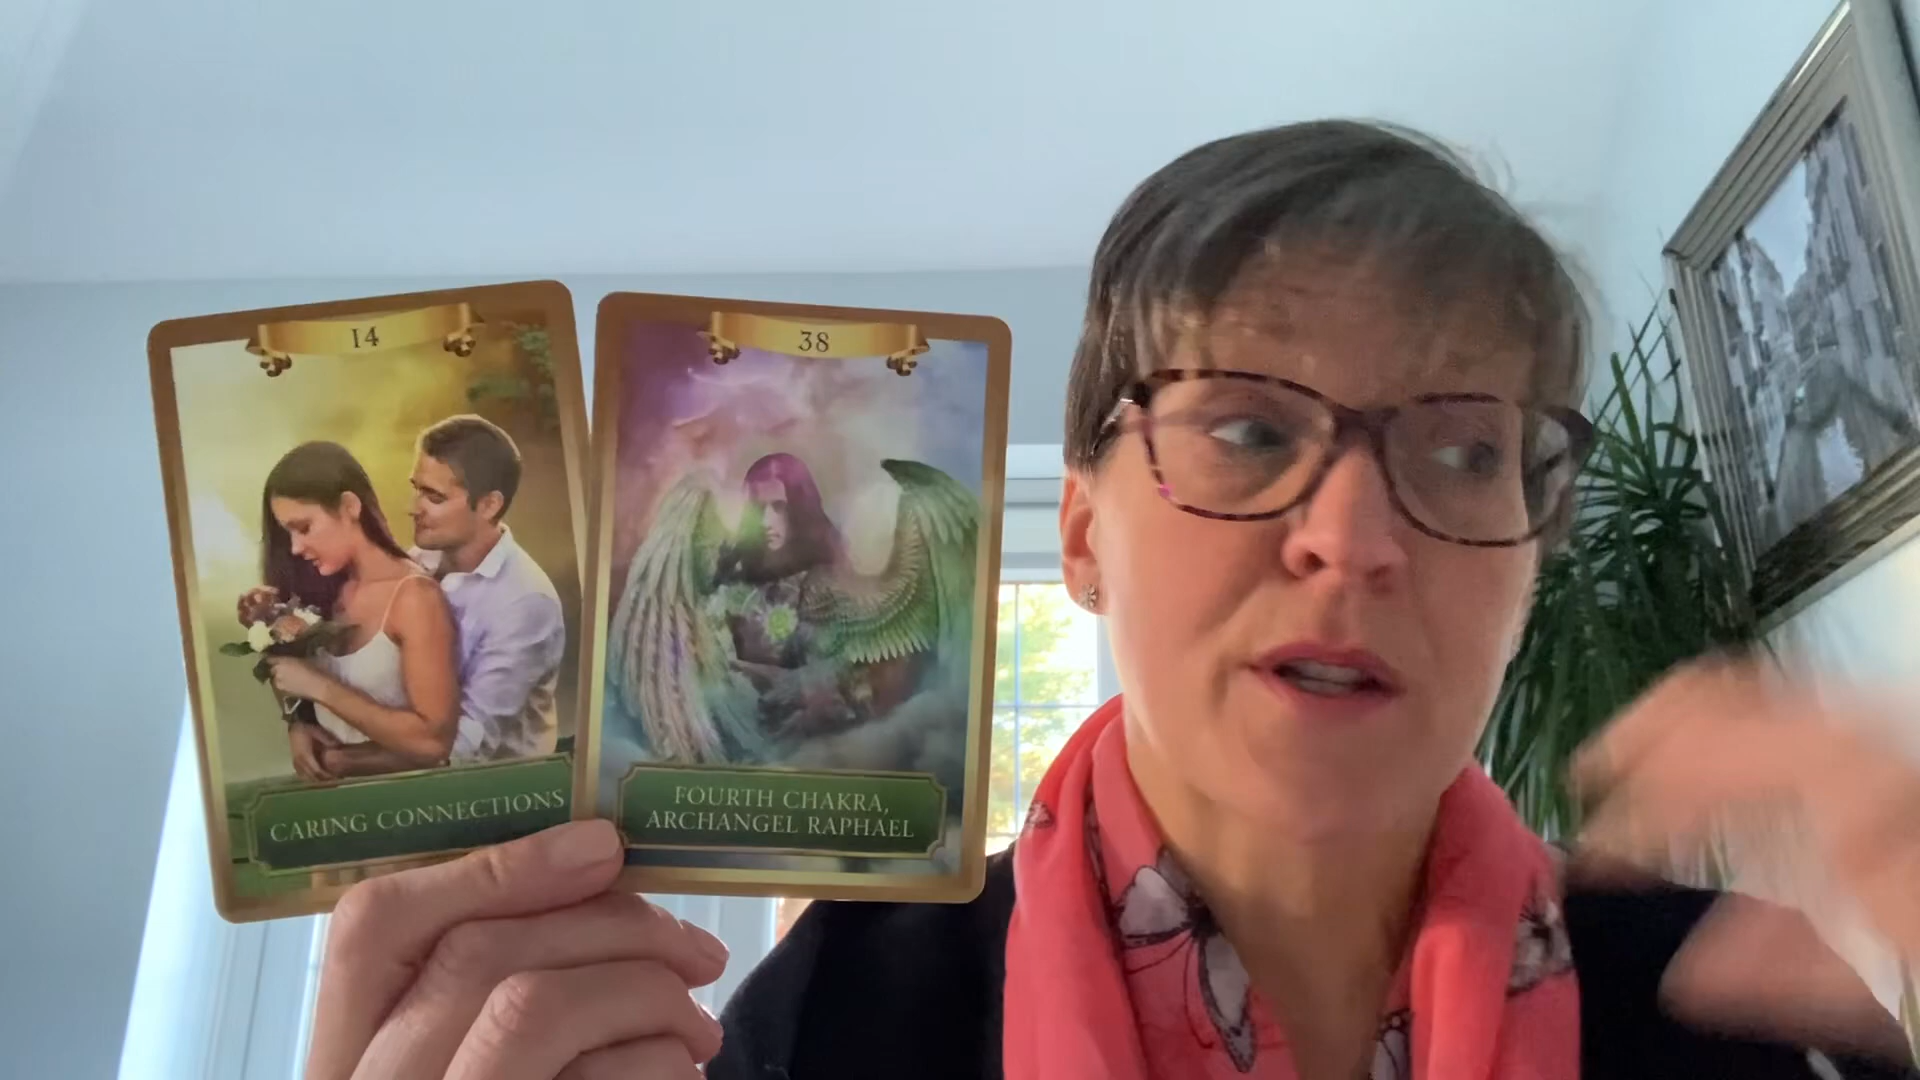 14
CARING CONNECTIONS
38
FOURTH CHAKRA,
ARCHANGEL RAPHAEL